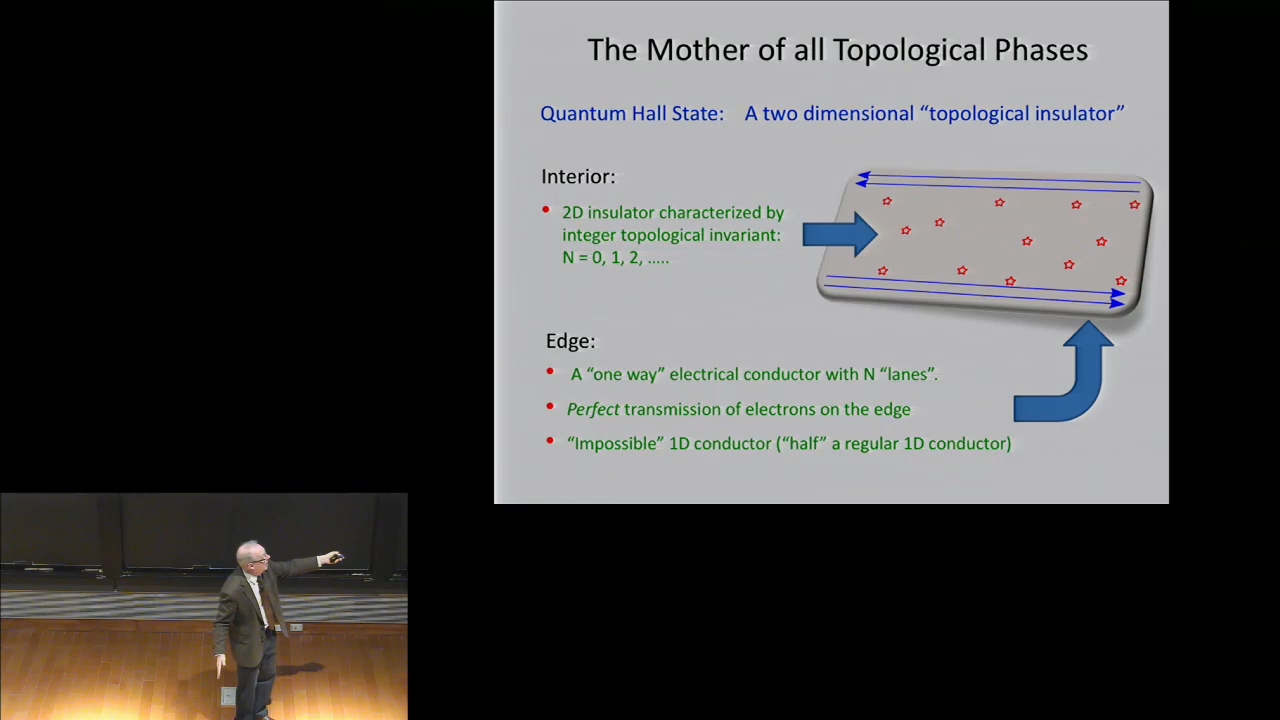 The Mother of all Topological Phases
Quantum Hall State: A two dimensional “topological insulator”
Interior:
• 2D insulator characterized by
integer topological invariant:
N = 0, 1, 2, .....
Edge:
• A “one way” electrical conductor with N “lanes”.
• Perfect transmission of electrons on the edge
• “Impossible” 1D conductor (“half” a regular 1D conductor)